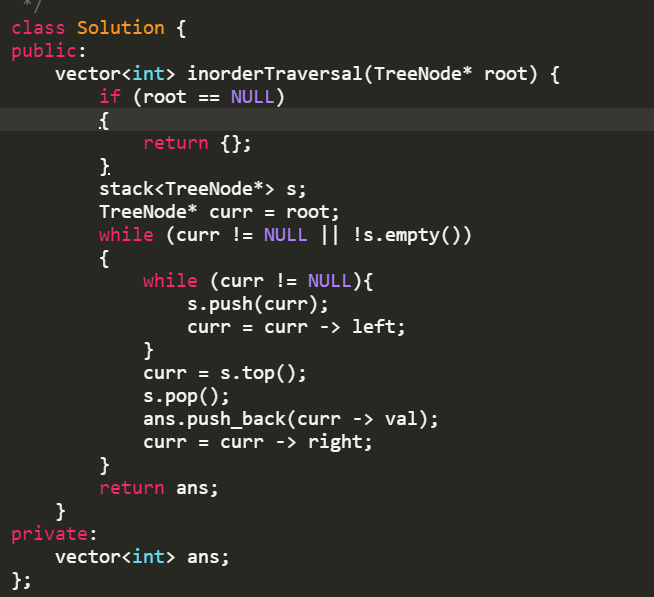 */
class Solution {
public:
    vector<int> inorderTraversal(TreeNode* root) {
        if (root == NULL)
        {
            return {};
        }
        stack<TreeNode*> s;
        TreeNode* curr = root;
        while (curr != NULL || !s.empty())
        {
            while (curr != NULL){
                s.push(curr);
                curr = curr -> left;
            }
            curr = s.top();
            s.pop();
            ans.push_back(curr -> val);
            curr = curr -> right;
        }
        return ans;
    }
private:
    vector<int> ans;
};